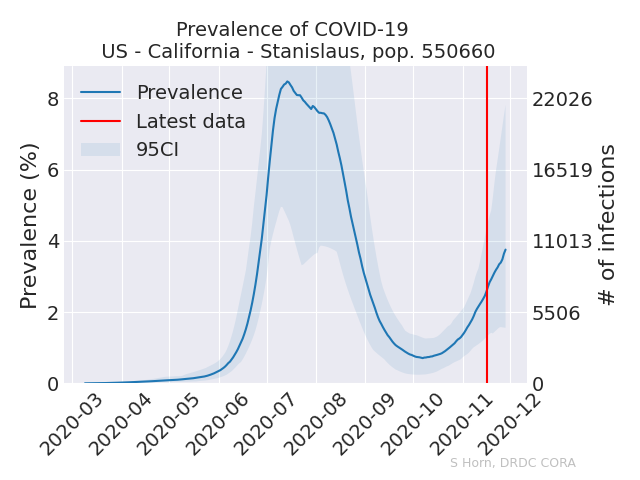 Prevalence of COVID-19
US - California - Stanislaus, pop. 550660
Prevalence
Latest data
95CI
Prevalence (%)
8
6
4
2
0
22026
16519
11013
5506
0
# of infections
2020-03
2020-04
2020-05
2020-06
2020-07
2020-08
2020-09
2020-10
2020-11
2020-12
S Horn, DRDC CORA